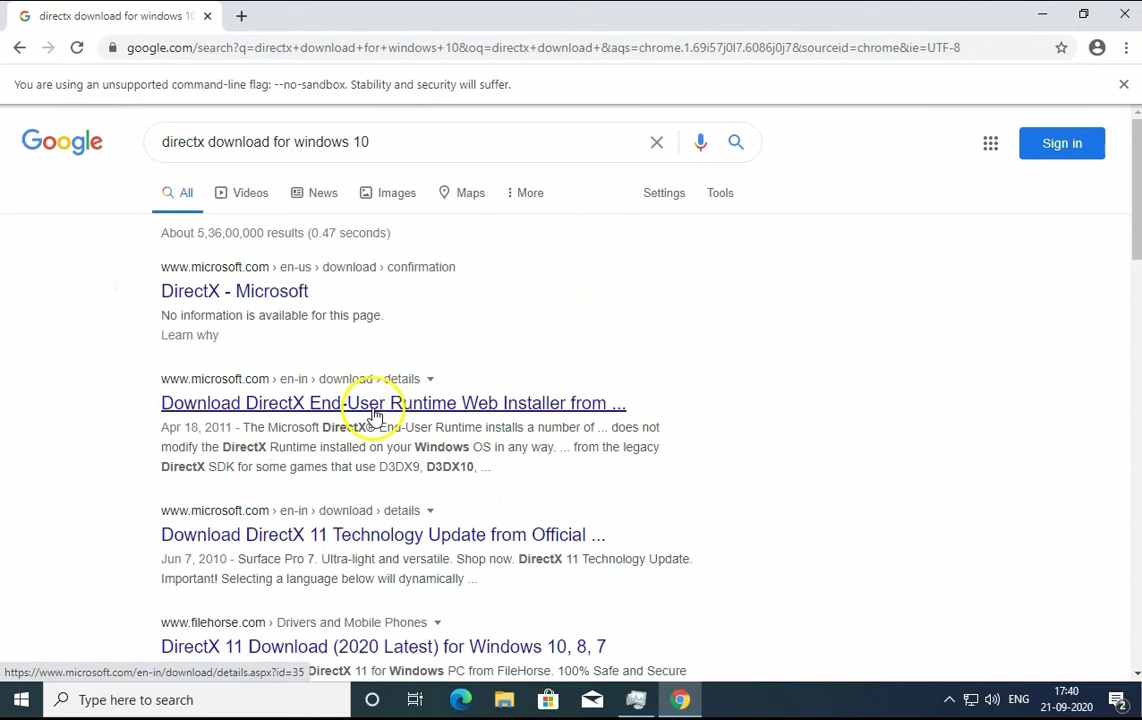 directx download for windows 10
google.com/search?q=directx+download+for+windows+10&oq=directx+download+&aqs=chrome.1.69i57j0l7.6086j0j7&sourceid=chrome&ie=UTF-8
You are using an unsupported command-line flag: --no-sandbox. Stability and security will suffer.
Google
directx download for windows 10
Sign in
All Videos News Images Maps More Settings Tools
About 5,36,00,000 results (0.47 seconds)
www.microsoft.com › en-us › download › confirmation
DirectX - Microsoft
No information is available for this page.
Learn why
www.microsoft.com › en-in › download › details
Download DirectX End-User Runtime Web Installer from ...
Apr 18, 2011 - The Microsoft DirectX® End-User Runtime installs a number of ... does not
modify the DirectX Runtime installed on your Windows OS in any way. ... from the legacy
DirectX SDK for some games that use D3DX9, D3DX10, ...
www.microsoft.com › en-in › download › details
Download DirectX 11 Technology Update from Official ...
Jun 7, 2010 - Surface Pro 7. Ultra-light and versatile. Shop now. DirectX 11 Technology Update.
Important! Selecting a language below will dynamically ...
www.filehorse.com › Drivers and Mobile Phones
DirectX 11 Download (2020 Latest) for Windows 10, 8, 7
https://www.microsoft.com/en-in/download/details.aspx?id=35 DirectX 11 for Windows PC from FileHorse. 100% Safe and Secure
Type here to search
ENG
17:40
21-09-2020
2